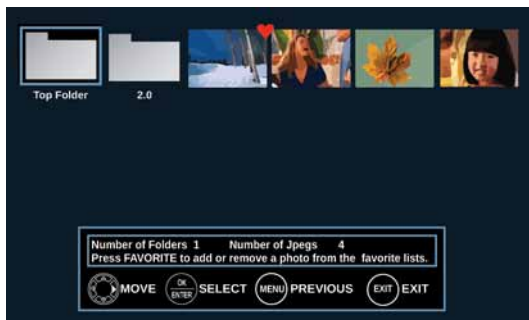 Top Folder 2.0
Number of Folders 1 Number of Jpegs 4
Press FAVORITE to add or remove a photo from the favorite lists.
MOVE OK ENTER SELECT MENU PREVIOUS EXIT EXIT